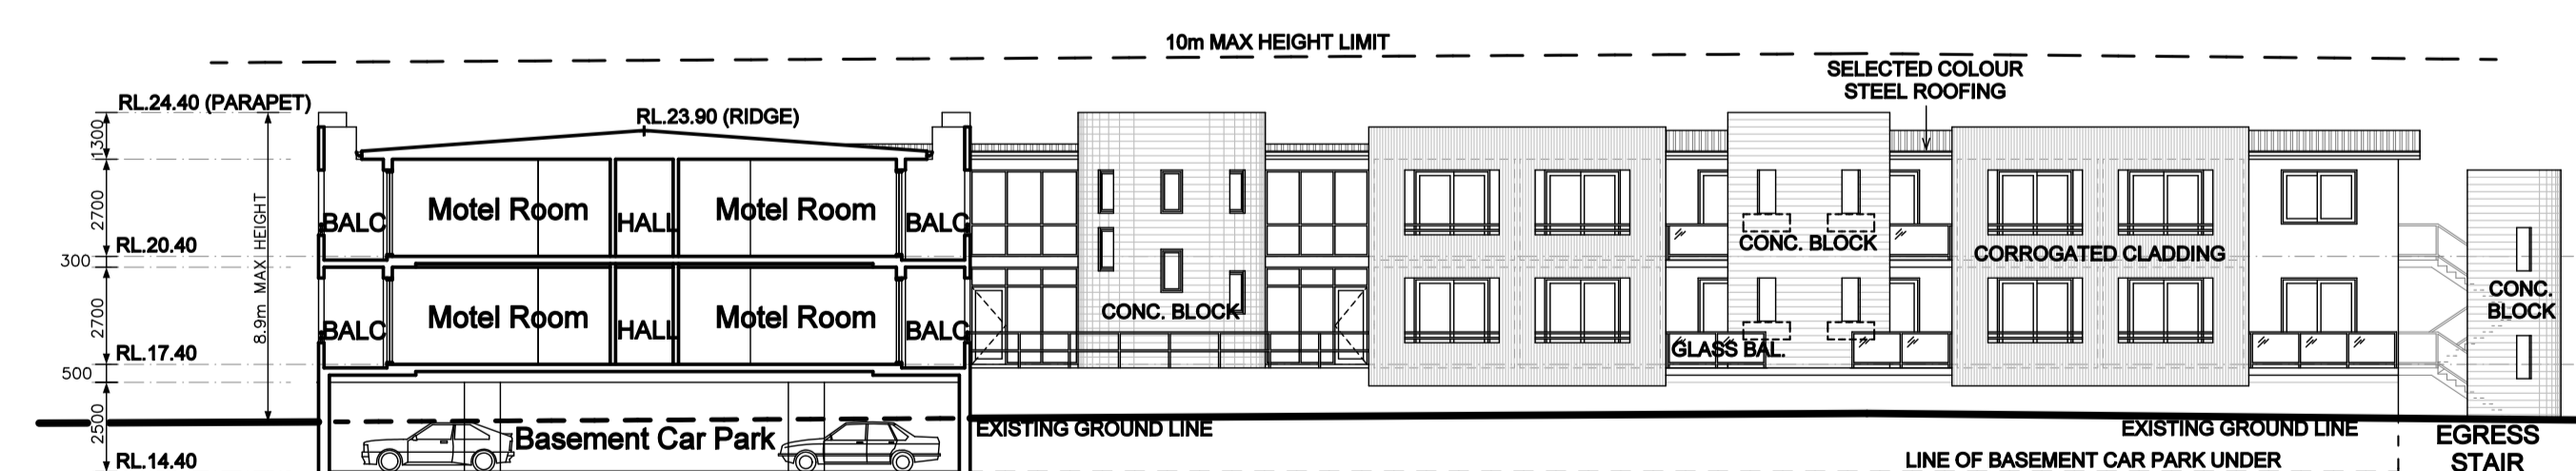 10m MAX HEIGHT LIMIT
SELECTED COLOUR
STEEL ROOFING
RL.24.40 (PARAPET)
RL.23.90 (RIDGE)
1300
2700
8.9m MAX HEIGHT
BALC
Motel Room
HALL
Motel Room
BALC
RL.20.40
300
CONC. BLOCK
CORROGATED CLADDING
2700
BALC
Motel Room
HALL
Motel Room
BALC
CONC. BLOCK
CONC.
BLOCK
RL.17.40
GLASS BAL.
500
2500
Basement Car Park
EXISTING GROUND LINE
EXISTING GROUND LINE
EGRESS
STAIR
RL.14.40
LINE OF BASEMENT CAR PARK UNDER